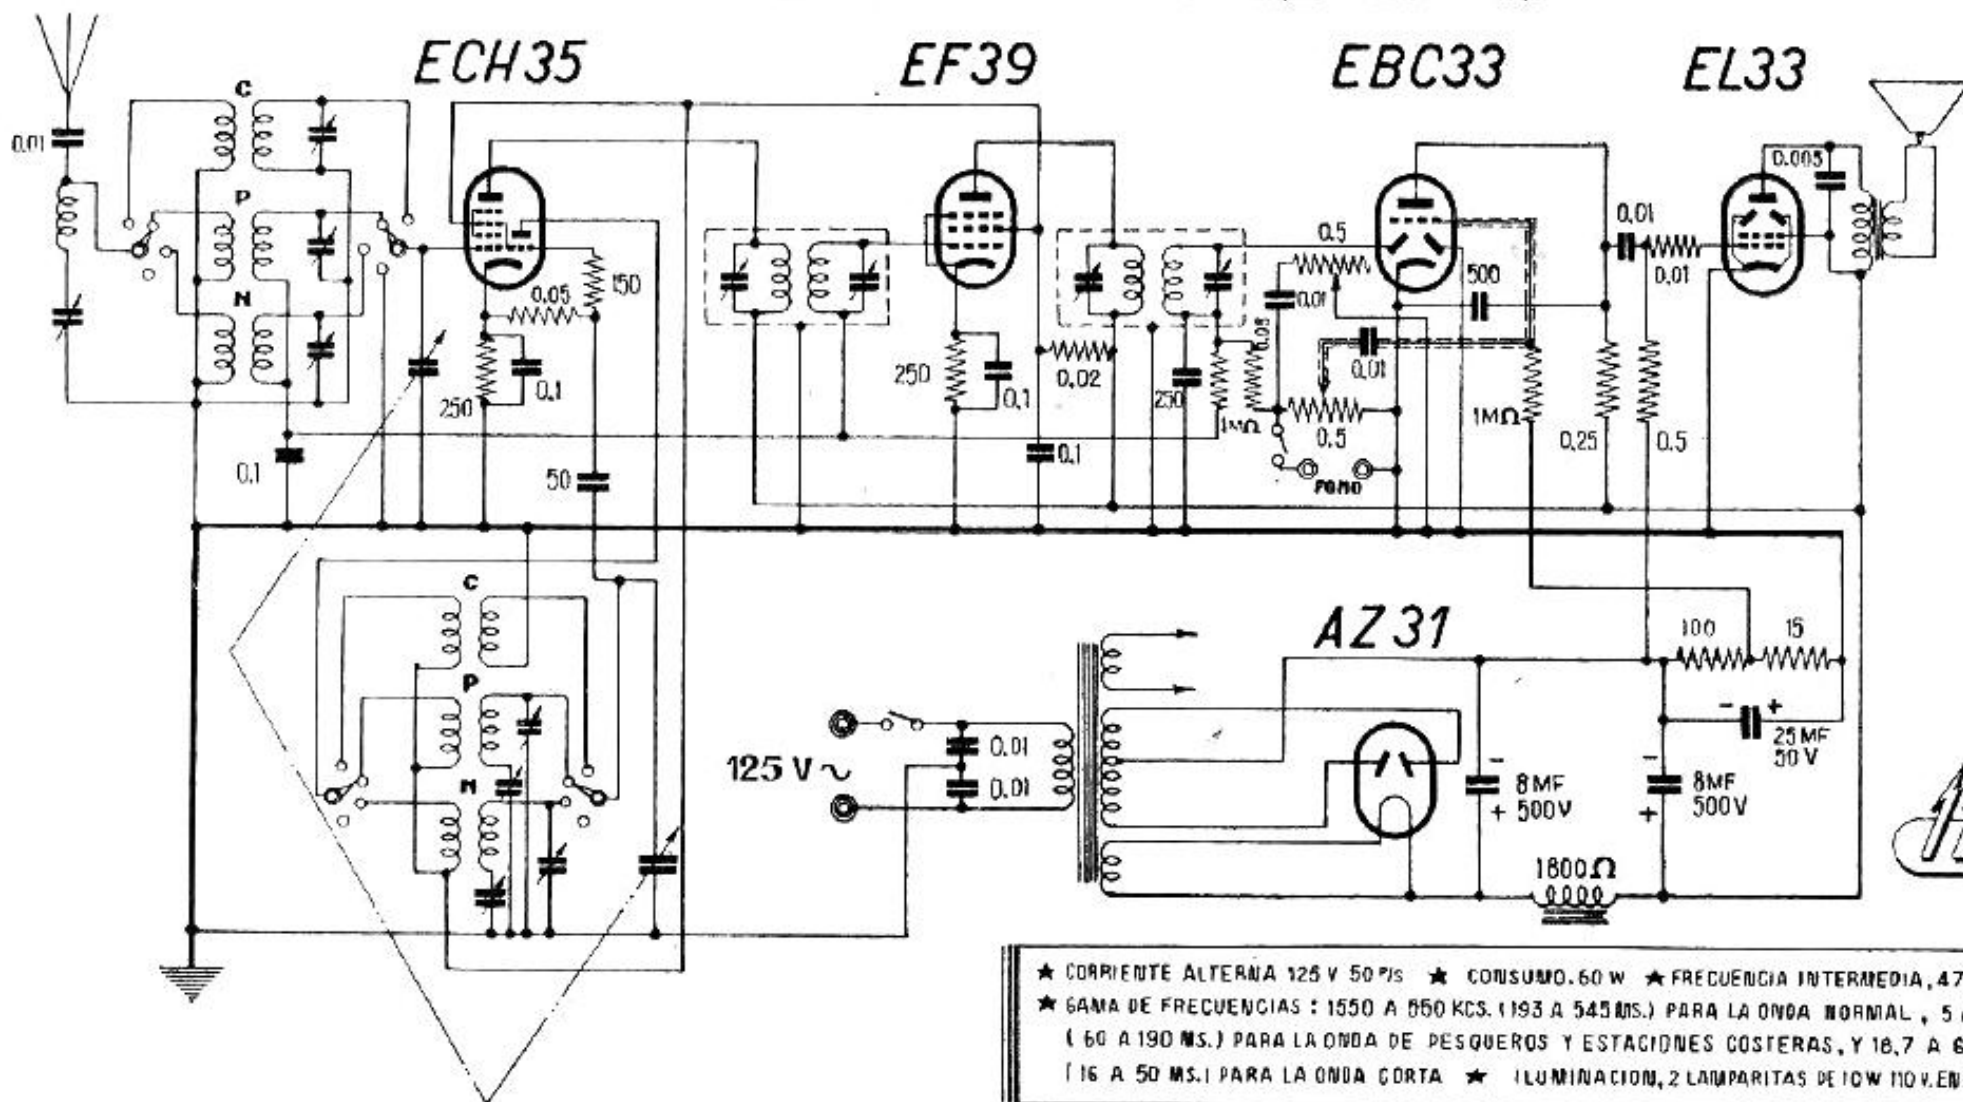 ECH35 EF39 EBC33 EL33
C
0.01
P
N
0.005
0.5
0.01
150
0.05
500
0.01
0.01
0.05
0.01
250
0.1
250
0.1
0.02
250
1MΩ
0.5
1MΩ
0.25
0.5
0.1
50
0.1
FONO
C
P
N
AZ31
100
15
125 V ∿
0.01
0.01
- +
25 MF
50 V
-
8MF
+ 500V
-
8MF
+ 500V
1800Ω
★ CORRIENTE ALTERNA 125 V 50 P/S ★ CONSUMO. 60 W ★ FRECUENCIA INTERMEDIA, 47
★ GAMA DE FRECUENCIAS : 1550 A 550 KCS. (193 A 545 MS.) PARA LA ONDA NORMAL, 5
( 60 A 190 MS.) PARA LA ONDA DE PESQUEROS Y ESTACIONES COSTERAS, Y 18,7 A 6
(16 A 50 MS.) PARA LA ONDA CORTA ★ ILUMINACION, 2 LAMPARITAS DE 10W 110 V. EN